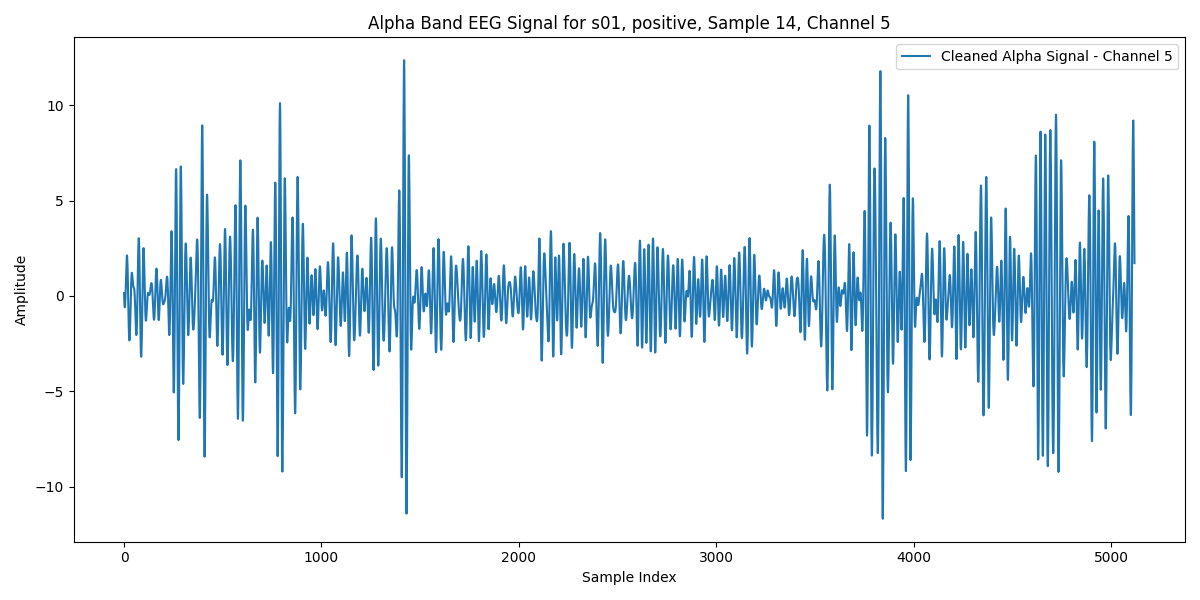 Alpha Band EEG Signal for s01, positive, Sample 14, Channel 5
Cleaned Alpha Signal - Channel 5
10
5
0
−5
−10
Amplitude
0 1000 2000 3000 4000 5000
Sample Index